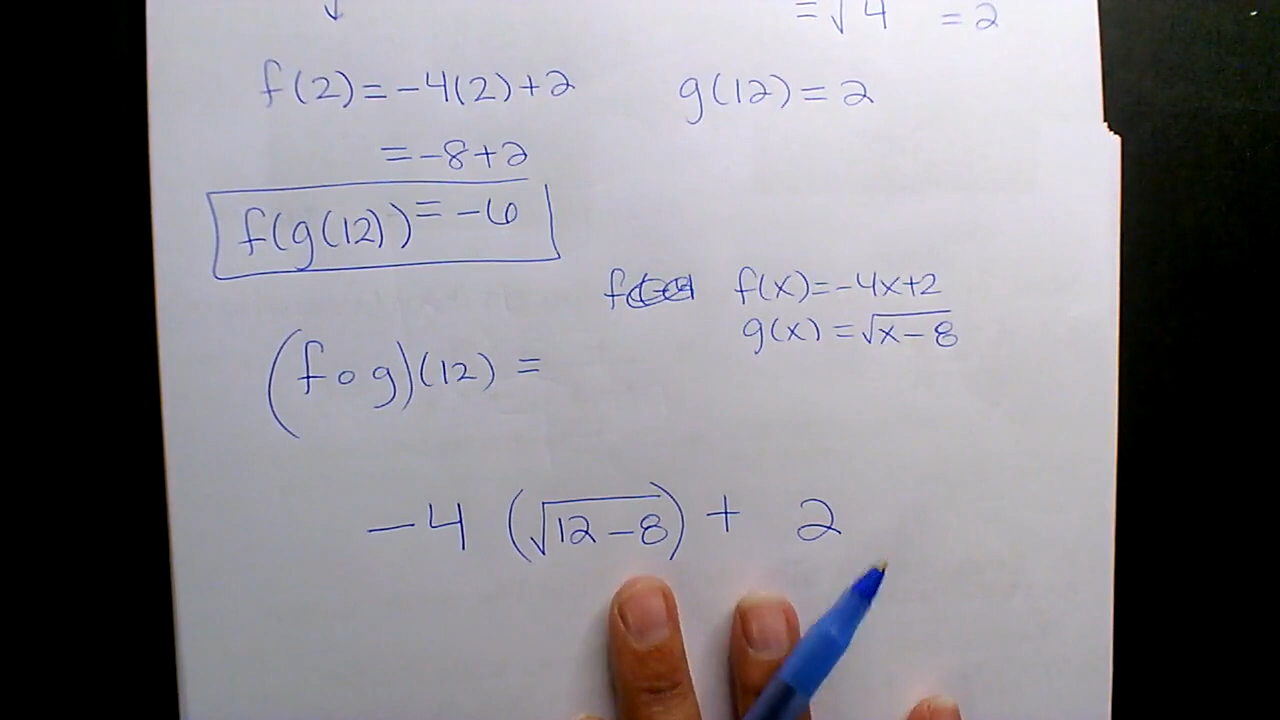 = √4 = 2
f(2) = -4(2)+2
g(12) = 2
= -8+2
f(g(12)) = -6
f
f(x)=-4x+2
g(x) = √x-8
(f∘g)(12) =
-4 (√12-8) + 2